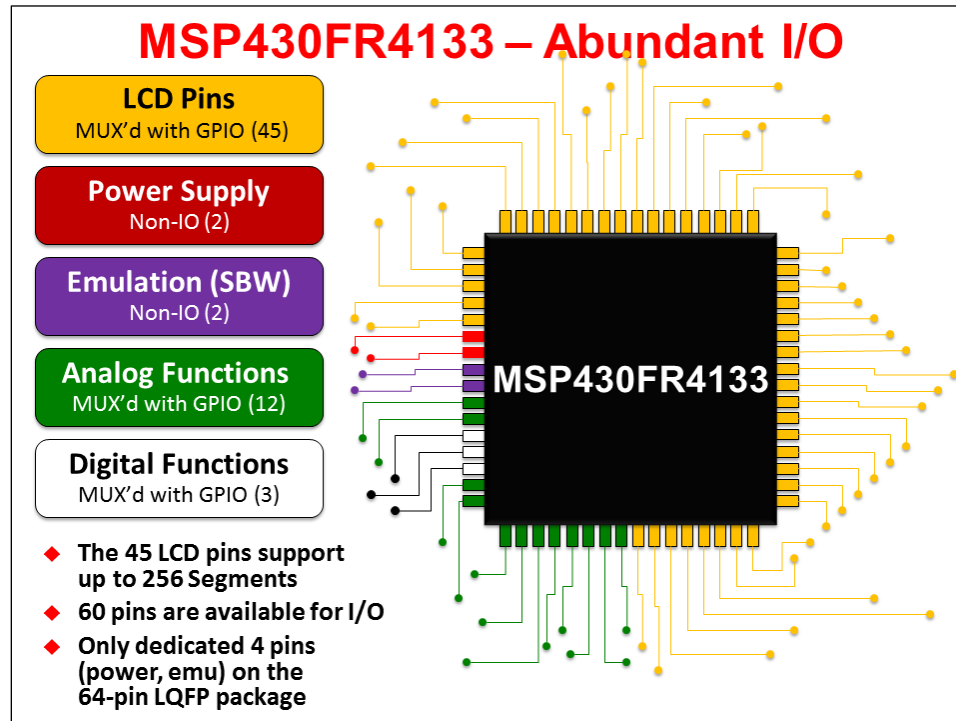 MSP430FR4133 – Abundant I/O
LCD Pins
MUX'd with GPIO (45)
Power Supply
Non-IO (2)
Emulation (SBW)
Non-IO (2)
Analog Functions
MUX'd with GPIO (12)
Digital Functions
MUX'd with GPIO (3)
MSP430FR4133
The 45 LCD pins support
up to 256 Segments
60 pins are available for I/O
Only dedicated 4 pins
(power, emu) on the
64-pin LQFP package